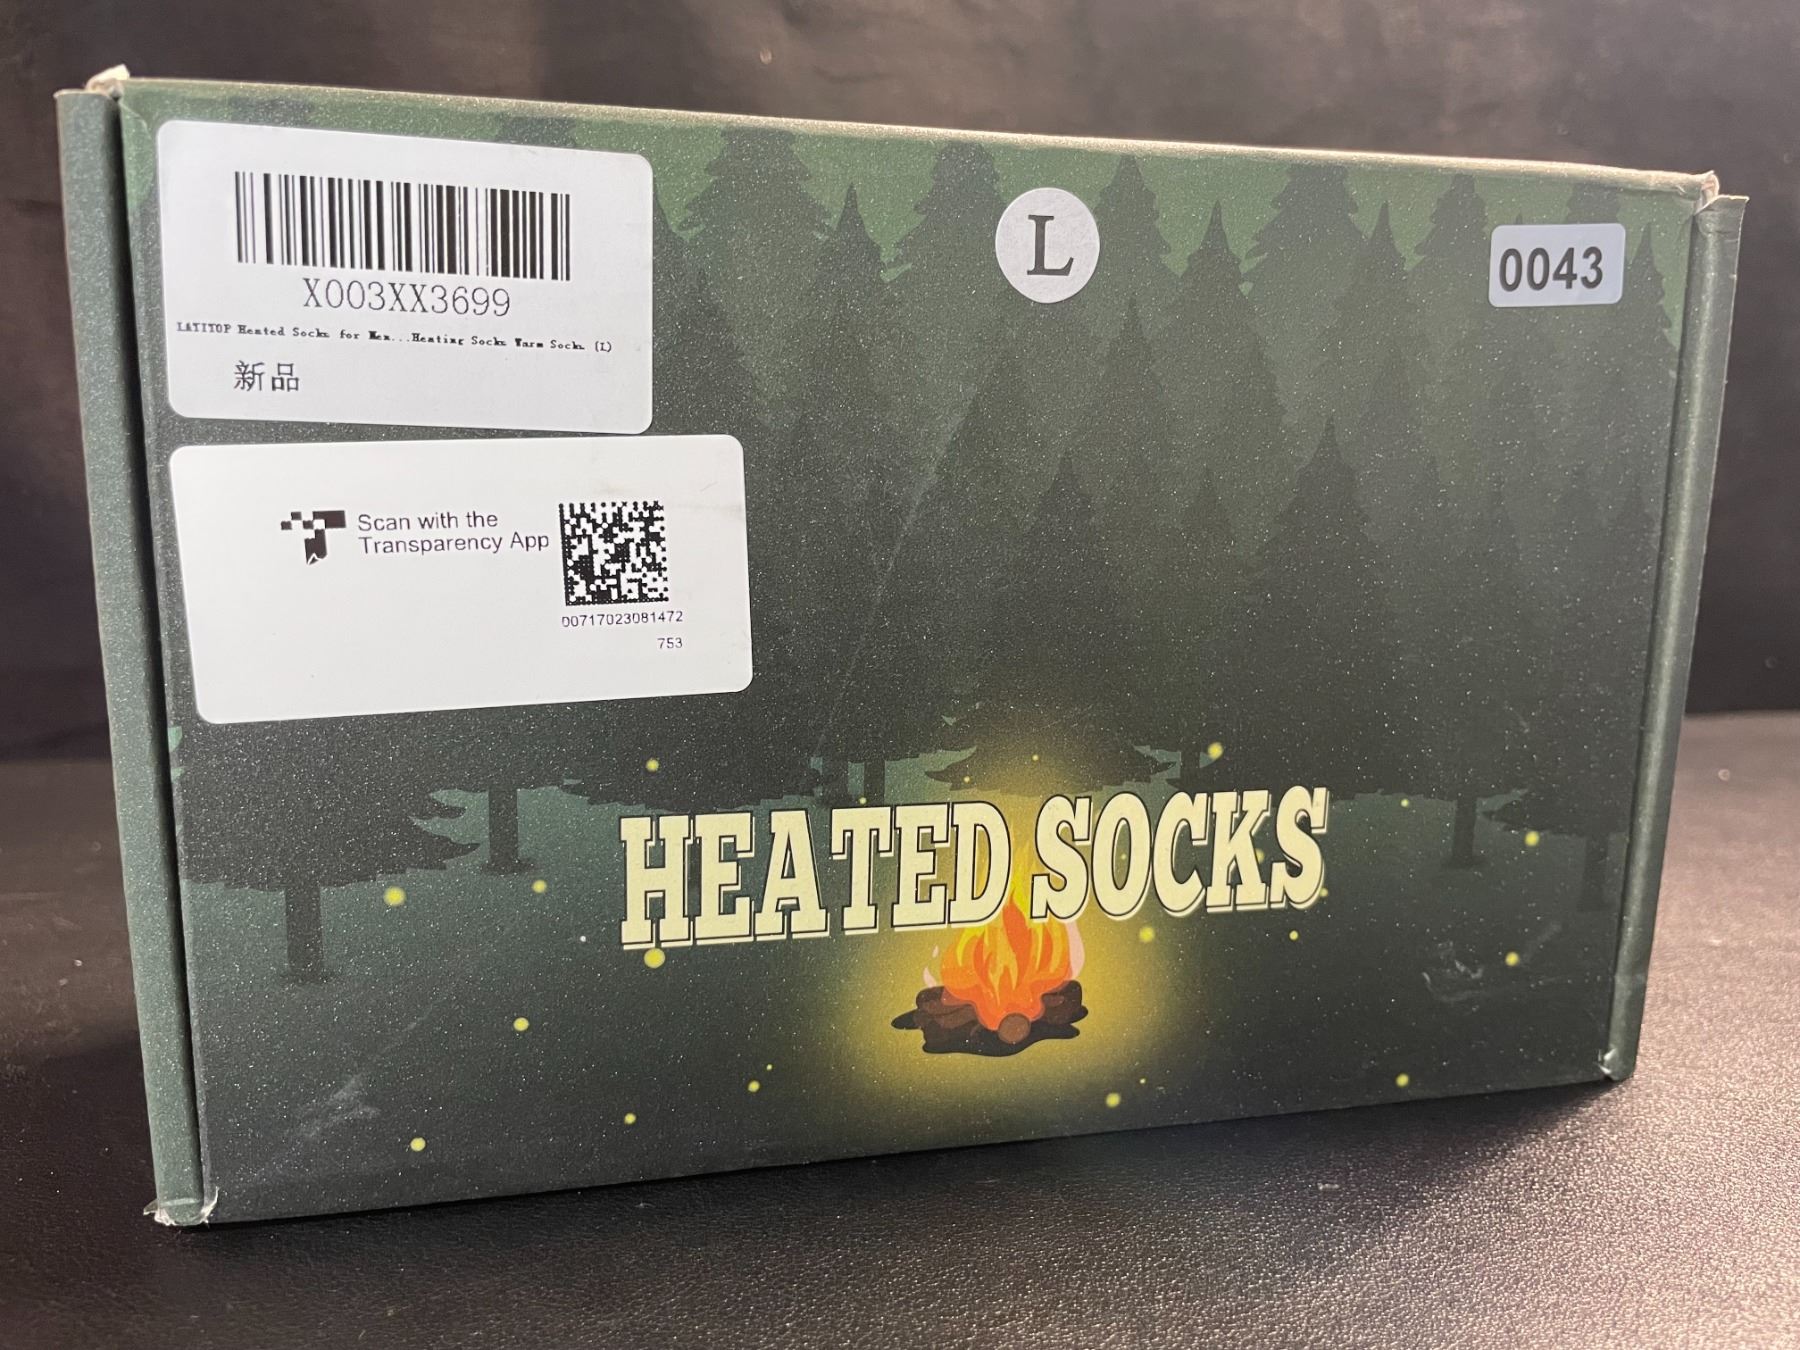 X003XX3699
LATITOP Heated Socks for Men...Heating Socks Warm Socks (L)
新品
L
0043
Scan with the
Transparency App
00717023081472
753
HEATED SOCKS